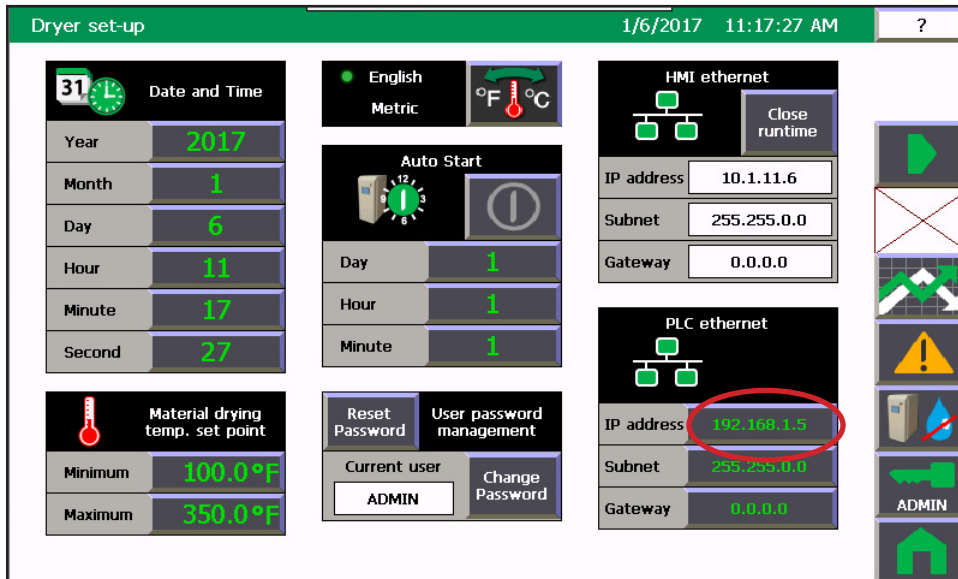 Dryer set-up
1/6/2017 11:17:27 AM
?
31
Date and Time
Year 2017
Month 1
Day 6
Hour 11
Minute 17
Second 27
Material drying
temp. set point
Minimum 100.0°F
Maximum 350.0°F
English
Metric
°F °C
Auto Start
12
9 3
6
Day 1
Hour 1
Minute 1
Reset
Password
User password
management
Current user
ADMIN
Change
Password
HMI ethernet
Close
runtime
IP address 10.1.11.6
Subnet 255.255.0.0
Gateway 0.0.0.0
PLC ethernet
IP address 192.168.1.5
Subnet 255.255.0.0
Gateway 0.0.0.0
ADMIN